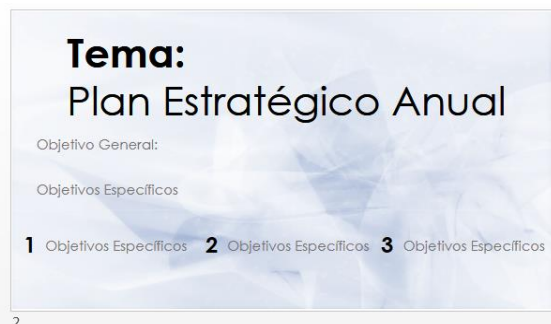 Tema:
Plan Estratégico Anual
Objetivo General:
Objetivos Específicos
1 Objetivos Específicos 2 Objetivos Específicos 3 Objetivos Específicos
2